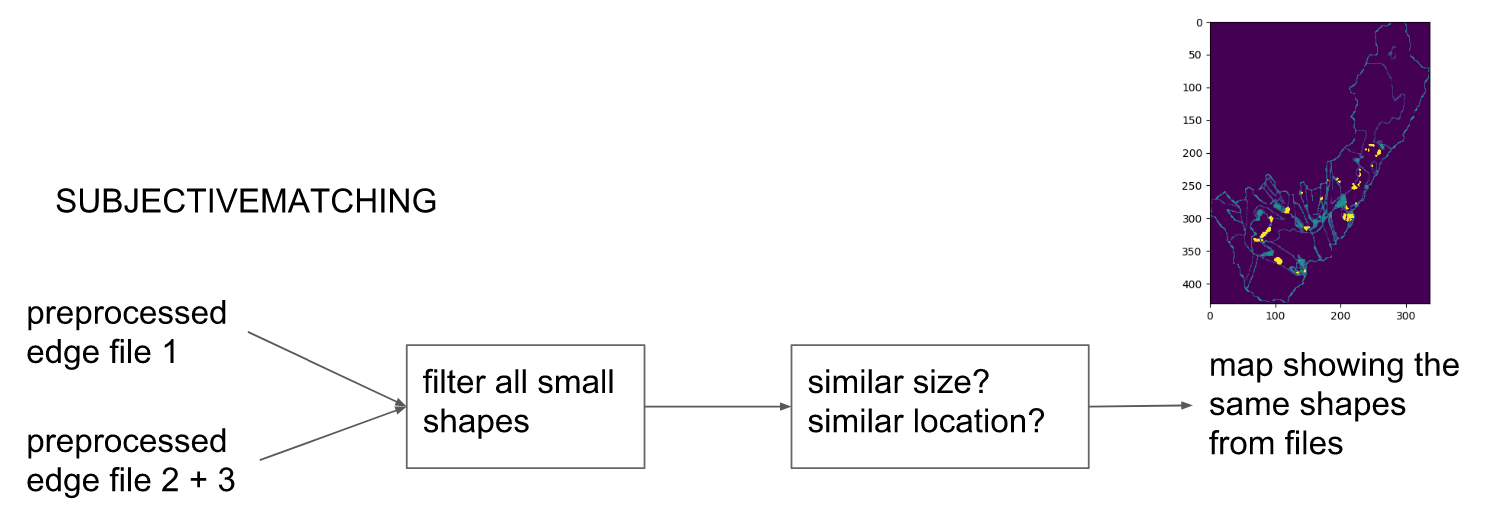 SUBJECTIVEMATCHING
preprocessed
edge file 1
preprocessed
edge file 2 + 3
filter all small
shapes
similar size?
similar location?
0
50
100
150
200
250
300
350
400
0
100
200
300
map showing the
same shapes
from files